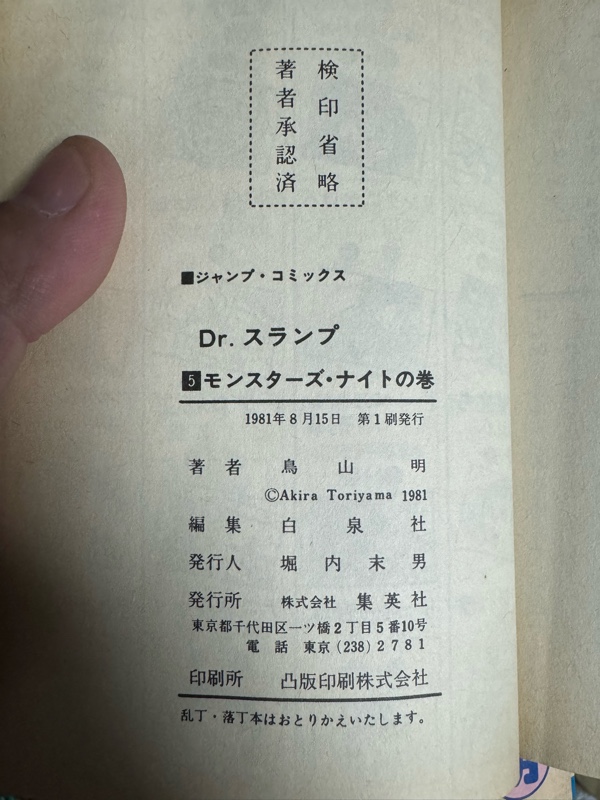 検印省略
著者承認済
■ジャンプ・コミックス
Dr. スランプ
5 モンスターズ・ナイトの巻
1981年8月15日 第1刷発行
著者 鳥山明
©Akira Toriyama 1981
編集 白泉社
発行人 堀内末男
発行所 株式会社 集英社
東京都千代田区一ツ橋2丁目5番10号
電話 東京(238)2781
印刷所 凸版印刷株式会社
乱丁・落丁本はおとりかえいたします。